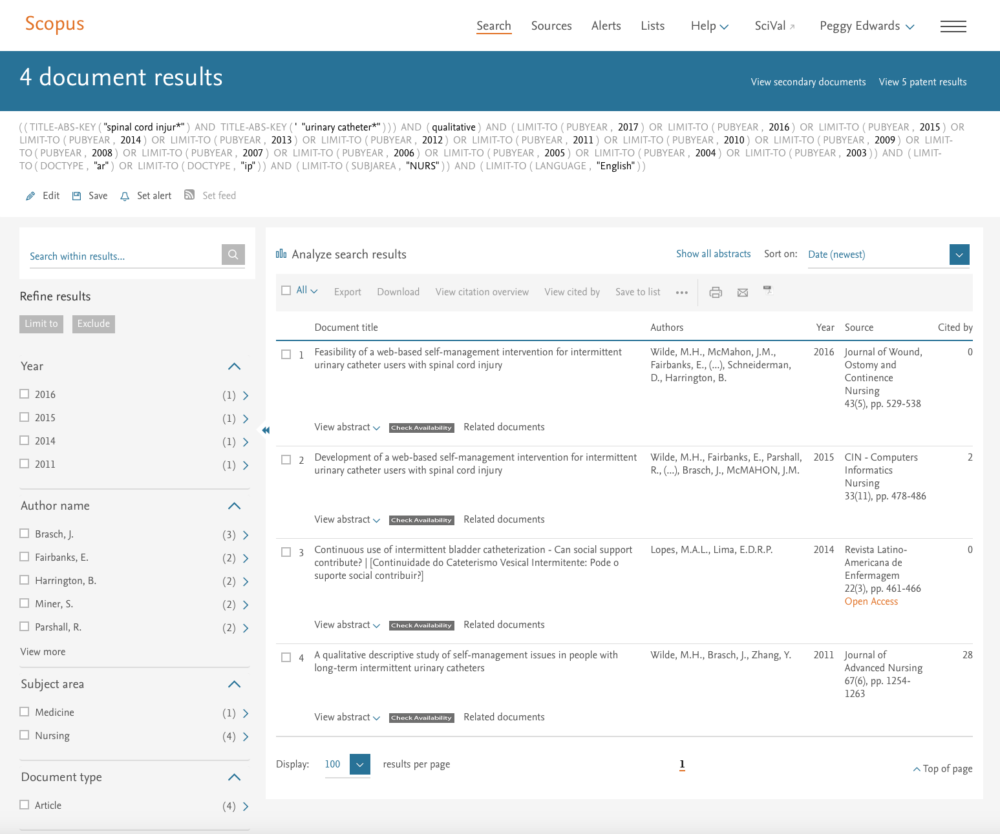 Scopus
Search Sources Alerts Lists Help SciVal Peggy Edwards
4 document results
View secondary documents View 5 patent results
( ( TITLE-ABS-KEY ( "spinal cord injur*" ) AND TITLE-ABS-KEY ( ' "urinary catheter*" ) ) ) AND ( qualitative ) AND ( LIMIT-TO ( PUBYEAR , 2017 ) OR LIMIT-TO ( PUBYEAR , 2016 ) OR LIMIT-TO ( PUBYEAR , 2015 ) OR
LIMIT-TO ( PUBYEAR , 2014 ) OR LIMIT-TO ( PUBYEAR , 2013 ) OR LIMIT-TO ( PUBYEAR , 2012 ) OR LIMIT-TO ( PUBYEAR , 2011 ) OR LIMIT-TO ( PUBYEAR , 2010 ) OR LIMIT-TO ( PUBYEAR , 2009 ) OR LIMIT-
TO ( PUBYEAR , 2008 ) OR LIMIT-TO ( PUBYEAR , 2007 ) OR LIMIT-TO ( PUBYEAR , 2006 ) OR LIMIT-TO ( PUBYEAR , 2005 ) OR LIMIT-TO ( PUBYEAR , 2004 ) OR LIMIT-TO ( PUBYEAR , 2003 ) ) AND ( LIMIT-
TO ( DOCTYPE , "ar" ) OR LIMIT-TO ( DOCTYPE , "ip" ) ) AND ( LIMIT-TO ( SUBJAREA , "NURS" ) ) AND ( LIMIT-TO ( LANGUAGE , "English" ) )
Edit Save Set alert Set feed
Search within results...
Refine results
Limit to Exclude
Year
2016 (1)
2015 (1)
2014 (1)
2011 (1)
Author name
Brasch, J. (3)
Fairbanks, E. (2)
Harrington, B. (2)
Miner, S. (2)
Parshall, R. (2)
View more
Subject area
Medicine (1)
Nursing (4)
Document type
Article (4)
Analyze search results Show all abstracts Sort on: Date (newest)
All Export Download View citation overview View cited by Save to list
Document title Authors Year Source Cited by
1 Feasibility of a web-based self-management intervention for intermittent Wilde, M.H., McMahon, J.M., 2016 Journal of Wound, 0
urinary catheter users with spinal cord injury Fairbanks, E., (...), Schneiderman, Ostomy and
D., Harrington, B. Continence
Nursing
43(5), pp. 529-538
View abstract Check Availability Related documents
2 Development of a web-based self-management intervention for intermittent Wilde, M.H., Fairbanks, E., Parshall, 2015 CIN - Computers 2
urinary catheter users with spinal cord injury R., (...), Brasch, J., McMAHON, J.M. Informatics
Nursing
33(11), pp. 478-486
View abstract Check Availability Related documents
3 Continuous use of intermittent bladder catheterization - Can social support Lopes, M.A.L., Lima, E.D.R.P. 2014 Revista Latino- 0
contribute? | [Continuidade do Cateterismo Vesical Intermitente: Pode o Americana de
suporte social contribuir?] Enfermagem
22(3), pp. 461-466
Open Access
View abstract Check Availability Related documents
4 A qualitative descriptive study of self-management issues in people with Wilde, M.H., Brasch, J., Zhang, Y. 2011 Journal of 28
long-term intermittent urinary catheters Advanced Nursing
67(6), pp. 1254-
1263
View abstract Check Availability Related documents
Display: 100 results per page 1 Top of page